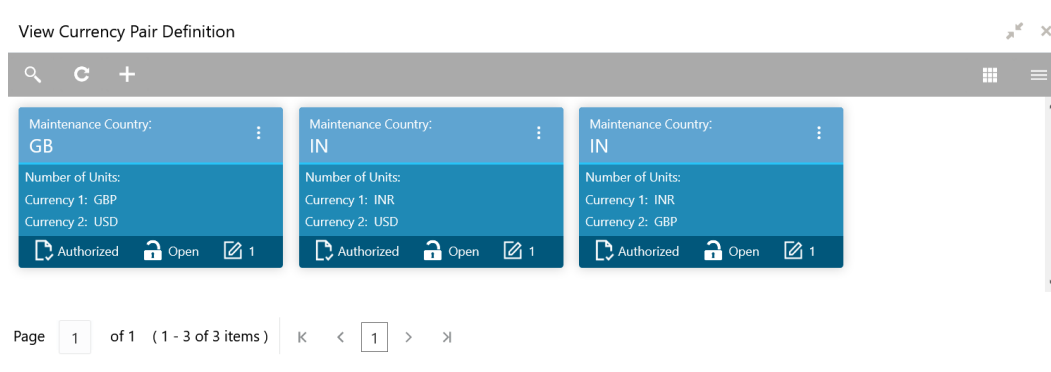 View Currency Pair Definition
Maintenance Country:
GB
Number of Units:
Currency 1: GBP
Currency 2: USD
Authorized Open 1
Maintenance Country:
IN
Number of Units:
Currency 1: INR
Currency 2: USD
Authorized Open 1
Maintenance Country:
IN
Number of Units:
Currency 1: INR
Currency 2: GBP
Authorized Open 1
Page 1 of 1 ( 1 - 3 of 3 items ) 1